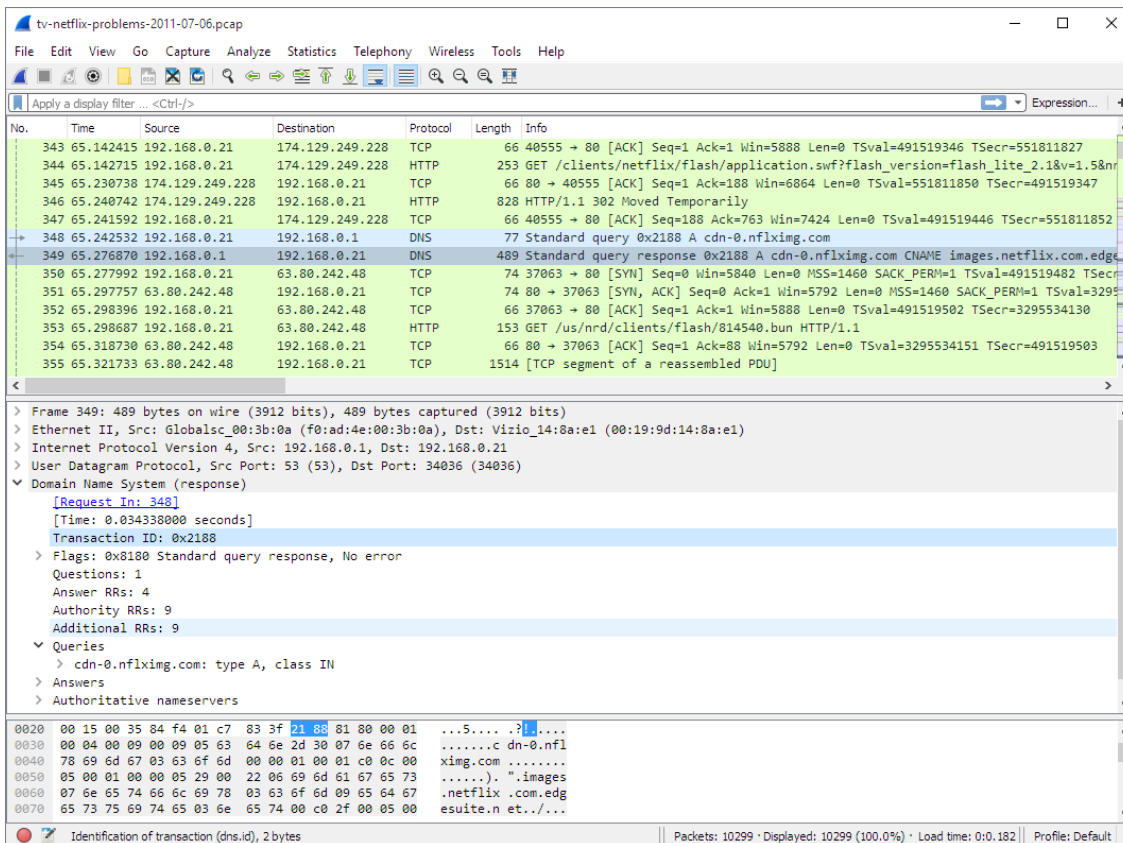 tv-netflix-problems-2011-07-06.pcap
File Edit View Go Capture Analyze Statistics Telephony Wireless Tools Help
Apply a display filter ... <Ctrl-/> Expression... +
No. Time Source Destination Protocol Length Info
343 65.142415 192.168.0.21 174.129.249.228 TCP 66 40555 → 80 [ACK] Seq=1 Ack=1 Win=5888 Len=0 TSval=491519346 TSecr=551811827
344 65.142715 192.168.0.21 174.129.249.228 HTTP 253 GET /clients/netflix/flash/application.swf?flash_version=flash_lite_2.1&v=1.5&nr
345 65.230738 174.129.249.228 192.168.0.21 TCP 66 80 → 40555 [ACK] Seq=1 Ack=188 Win=6864 Len=0 TSval=551811850 TSecr=491519347
346 65.240742 174.129.249.228 192.168.0.21 HTTP 828 HTTP/1.1 302 Moved Temporarily
347 65.241592 192.168.0.21 174.129.249.228 TCP 66 40555 → 80 [ACK] Seq=188 Ack=763 Win=7424 Len=0 TSval=491519446 TSecr=551811852
348 65.242532 192.168.0.21 192.168.0.1 DNS 77 Standard query 0x2188 A cdn-0.nflximg.com
349 65.276870 192.168.0.1 192.168.0.21 DNS 489 Standard query response 0x2188 A cdn-0.nflximg.com CNAME images.netflix.com.edge
350 65.277992 192.168.0.21 63.80.242.48 TCP 74 37063 → 80 [SYN] Seq=0 Win=5840 Len=0 MSS=1460 SACK_PERM=1 TSval=491519482 TSecr
351 65.297757 63.80.242.48 192.168.0.21 TCP 74 80 → 37063 [SYN, ACK] Seq=0 Ack=1 Win=5792 Len=0 MSS=1460 SACK_PERM=1 TSval=3295
352 65.298396 192.168.0.21 63.80.242.48 TCP 66 37063 → 80 [ACK] Seq=1 Ack=1 Win=5888 Len=0 TSval=491519502 TSecr=3295534130
353 65.298687 192.168.0.21 63.80.242.48 HTTP 153 GET /us/nrd/clients/flash/814540.bun HTTP/1.1
354 65.318730 63.80.242.48 192.168.0.21 TCP 66 80 → 37063 [ACK] Seq=1 Ack=88 Win=5792 Len=0 TSval=3295534151 TSecr=491519503
355 65.321733 63.80.242.48 192.168.0.21 TCP 1514 [TCP segment of a reassembled PDU]
Frame 349: 489 bytes on wire (3912 bits), 489 bytes captured (3912 bits)
Ethernet II, Src: Globalsc_00:3b:0a (f0:ad:4e:00:3b:0a), Dst: Vizio_14:8a:e1 (00:19:9d:14:8a:e1)
Internet Protocol Version 4, Src: 192.168.0.1, Dst: 192.168.0.21
User Datagram Protocol, Src Port: 53 (53), Dst Port: 34036 (34036)
Domain Name System (response)
[Request In: 348]
[Time: 0.034338000 seconds]
Transaction ID: 0x2188
Flags: 0x8180 Standard query response, No error
Questions: 1
Answer RRs: 4
Authority RRs: 9
Additional RRs: 9
Queries
cdn-0.nflximg.com: type A, class IN
Answers
Authoritative nameservers
0020 00 15 00 35 84 f4 01 c7 83 3f 21 88 81 80 00 01 ...5.... .?!.....
0030 00 04 00 09 00 09 05 63 64 6e 2d 30 07 6e 66 6c .......c dn-0.nfl
0040 78 69 6d 67 03 63 6f 6d 00 00 01 00 01 c0 0c 00 ximg.com ........
0050 05 00 01 00 00 05 29 00 22 06 69 6d 61 67 65 73 ......). ".images
0060 07 6e 65 74 66 6c 69 78 03 63 6f 6d 09 65 64 67 .netflix .com.edg
0070 65 73 75 69 74 65 03 6e 65 74 00 c0 2f 00 05 00 esuite.n et../...
Identification of transaction (dns.id), 2 bytes Packets: 10299 · Displayed: 10299 (100.0%) · Load time: 0:0.182 Profile: Default